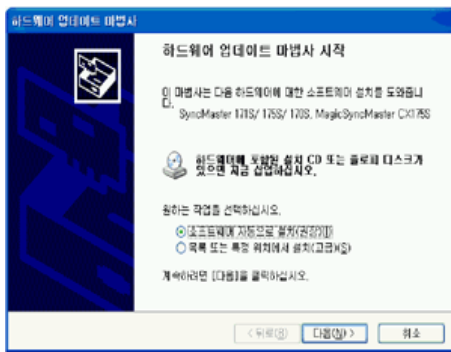 하드웨어 업데이트 마법사
하드웨어 업데이트 마법사 시작
이 마법사는 다음 하드웨어에 대한 소프트웨어 설치를 도와줍니
다.
SyncMaster 171S/ 175S/ 170S, MagicSyncMaster CX175S
하드웨어에 포함된 설치 CD 또는 플로피 디스크가
있으면 지금 삽입하십시오.
원하는 작업을 선택하십시오.
소프트웨어 자동으로 설치(권장)(I)
목록 또는 특정 위치에서 설치(고급)(S)
계속하려면 [다음]을 클릭하십시오.
< 뒤로(B)
다음(N) >
취소